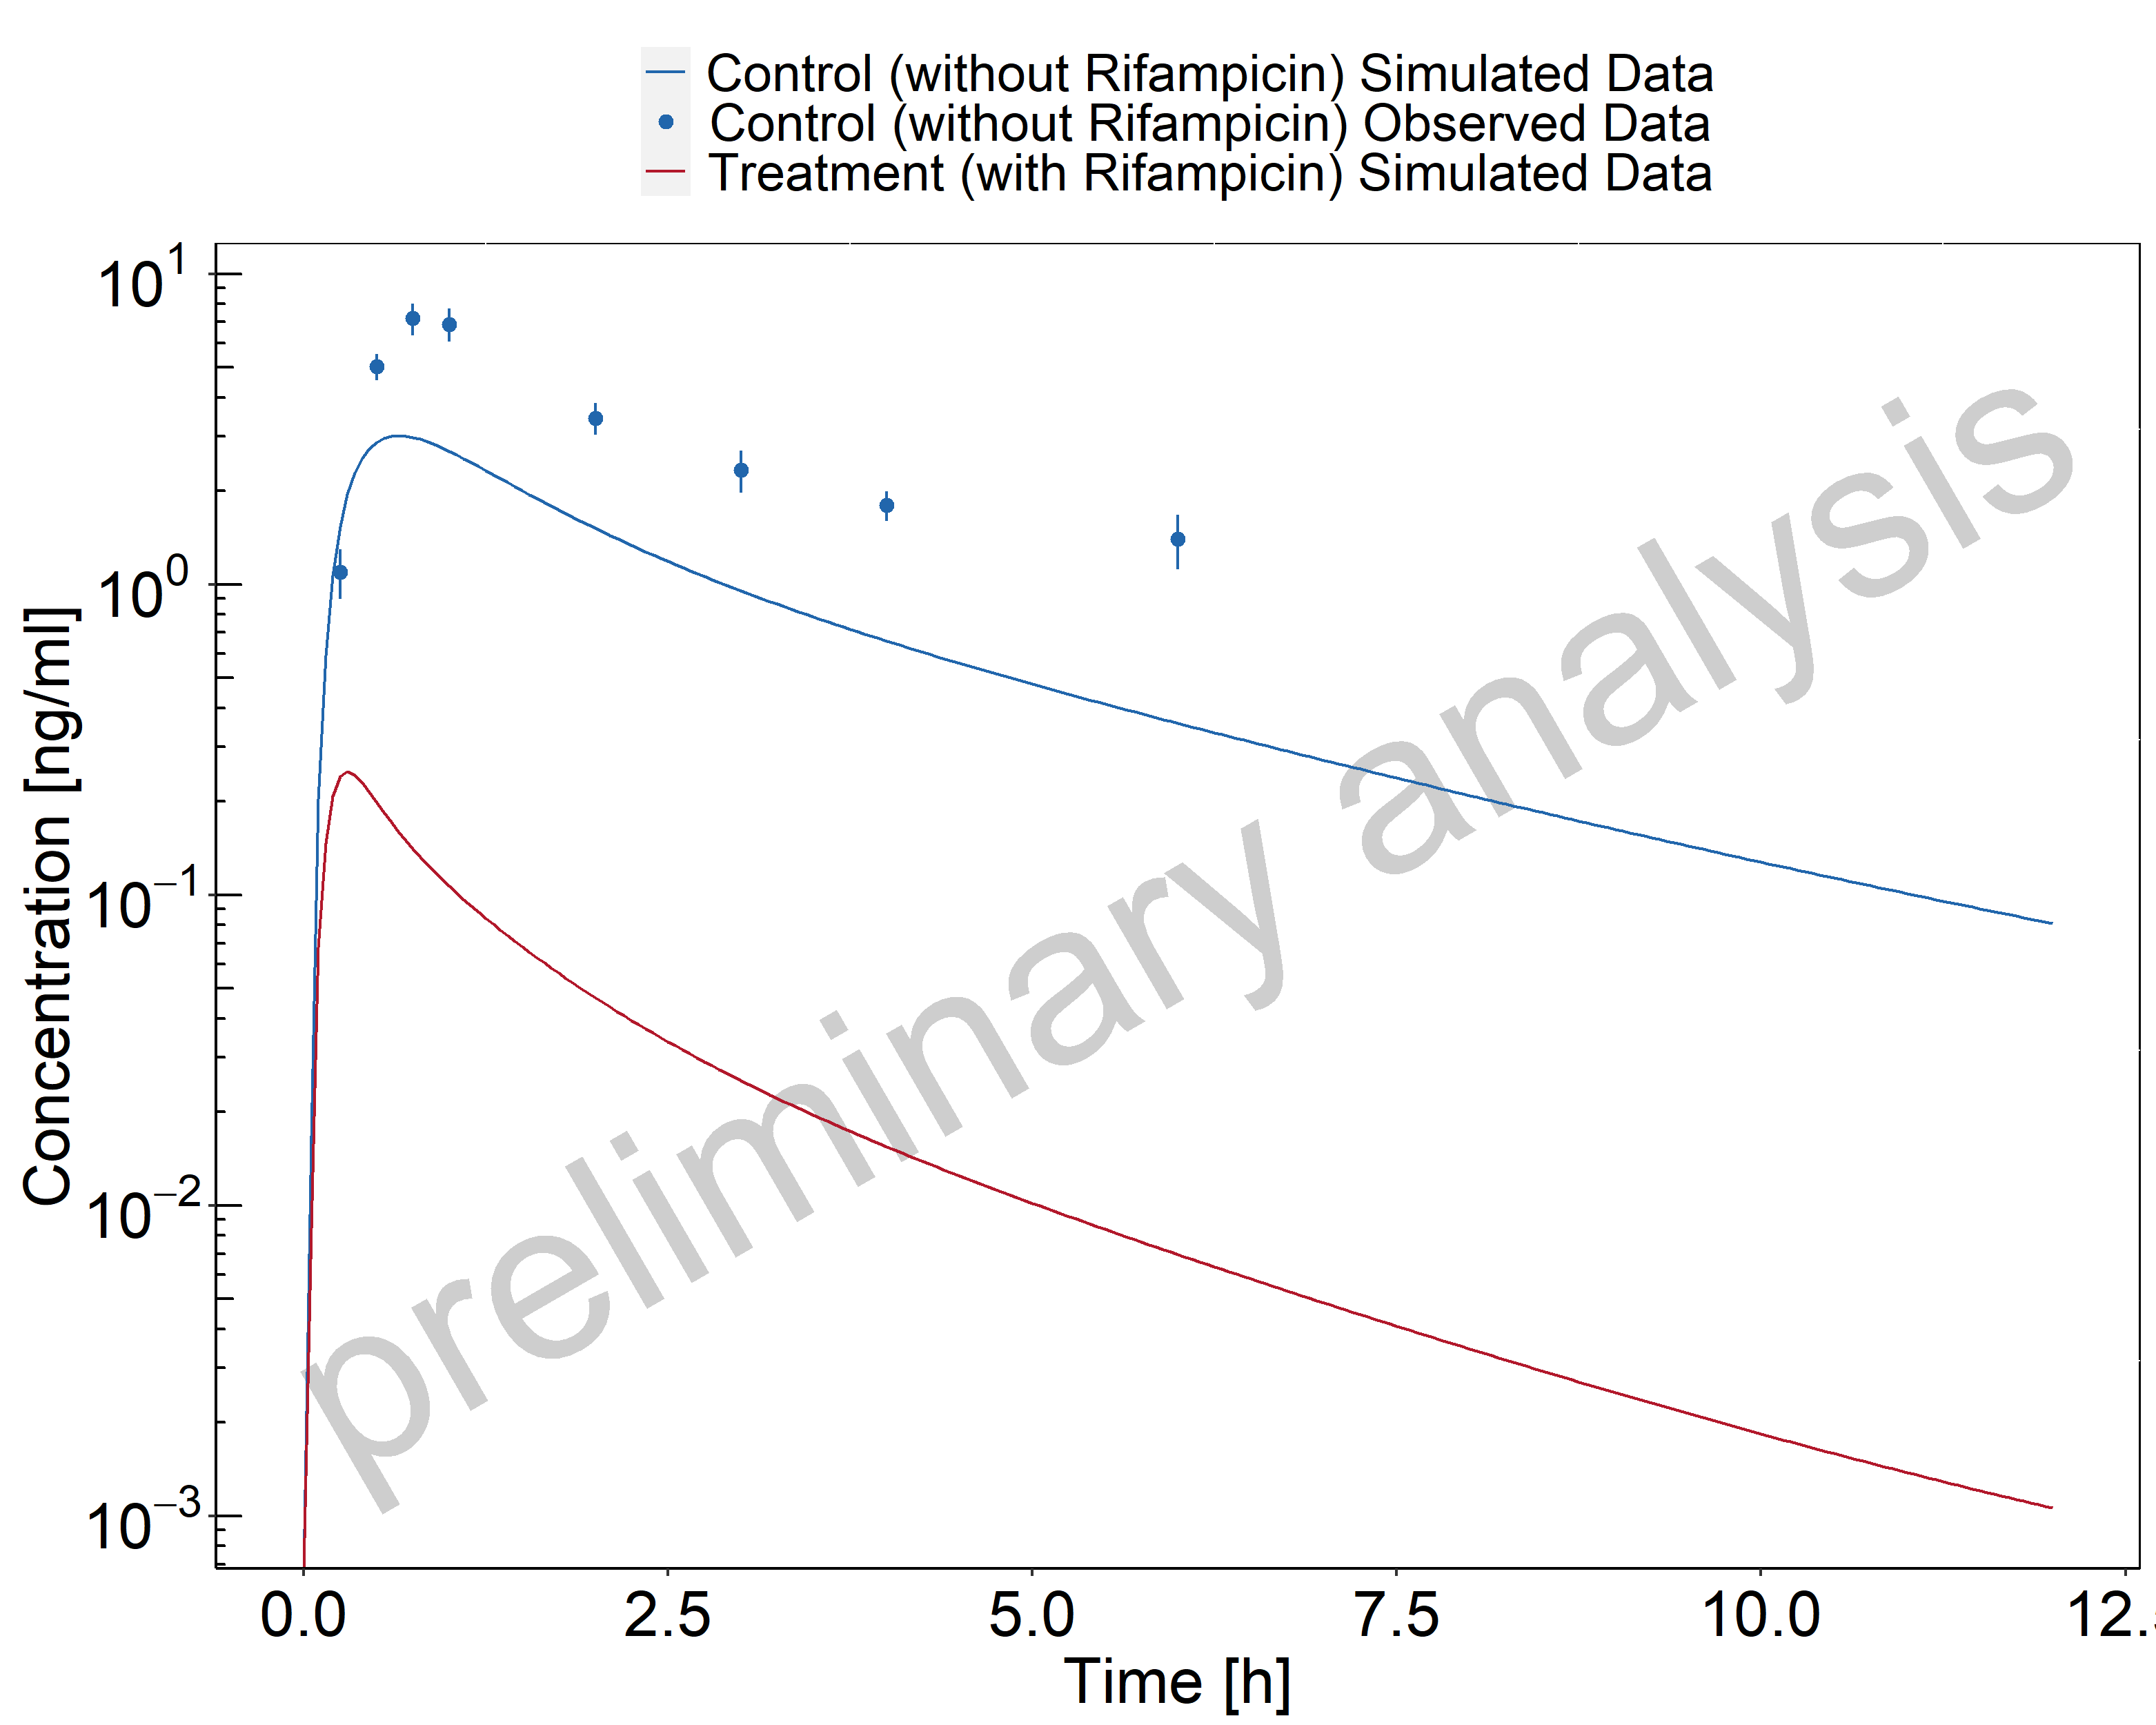 Control (without Rifampicin) Simulated Data
Control (without Rifampicin) Observed Data
Treatment (with Rifampicin) Simulated Data
Concentration [ng/ml]
10¹
10⁰
10⁻¹
10⁻²
10⁻³
preliminary analysis
0.0 2.5 5.0 7.5 10.0 12.
Time [h]